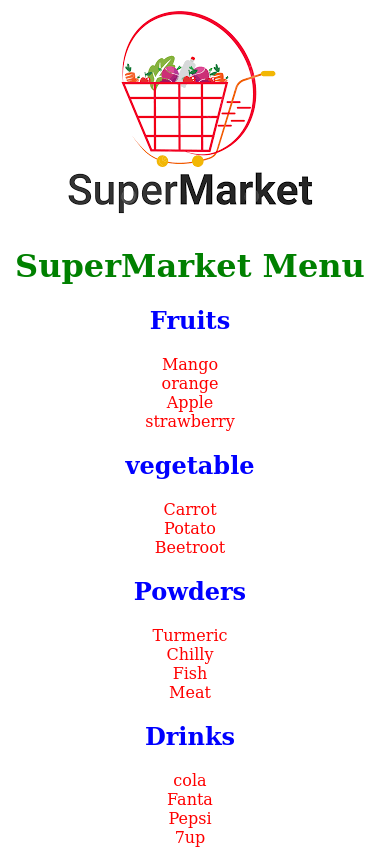 SuperMarket
SuperMarket Menu
Fruits
Mango
orange
Apple
strawberry
vegetable
Carrot
Potato
Beetroot
Powders
Turmeric
Chilly
Fish
Meat
Drinks
cola
Fanta
Pepsi
7up